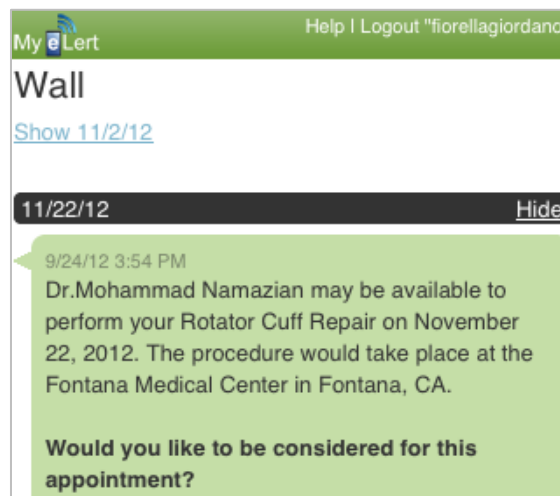 My eLert Help | Logout "fiorellagiordano
Wall
Show 11/2/12
11/22/12 Hide
9/24/12 3:54 PM
Dr.Mohammad Namazian may be available to
perform your Rotator Cuff Repair on November
22, 2012. The procedure would take place at the
Fontana Medical Center in Fontana, CA.
Would you like to be considered for this
appointment?